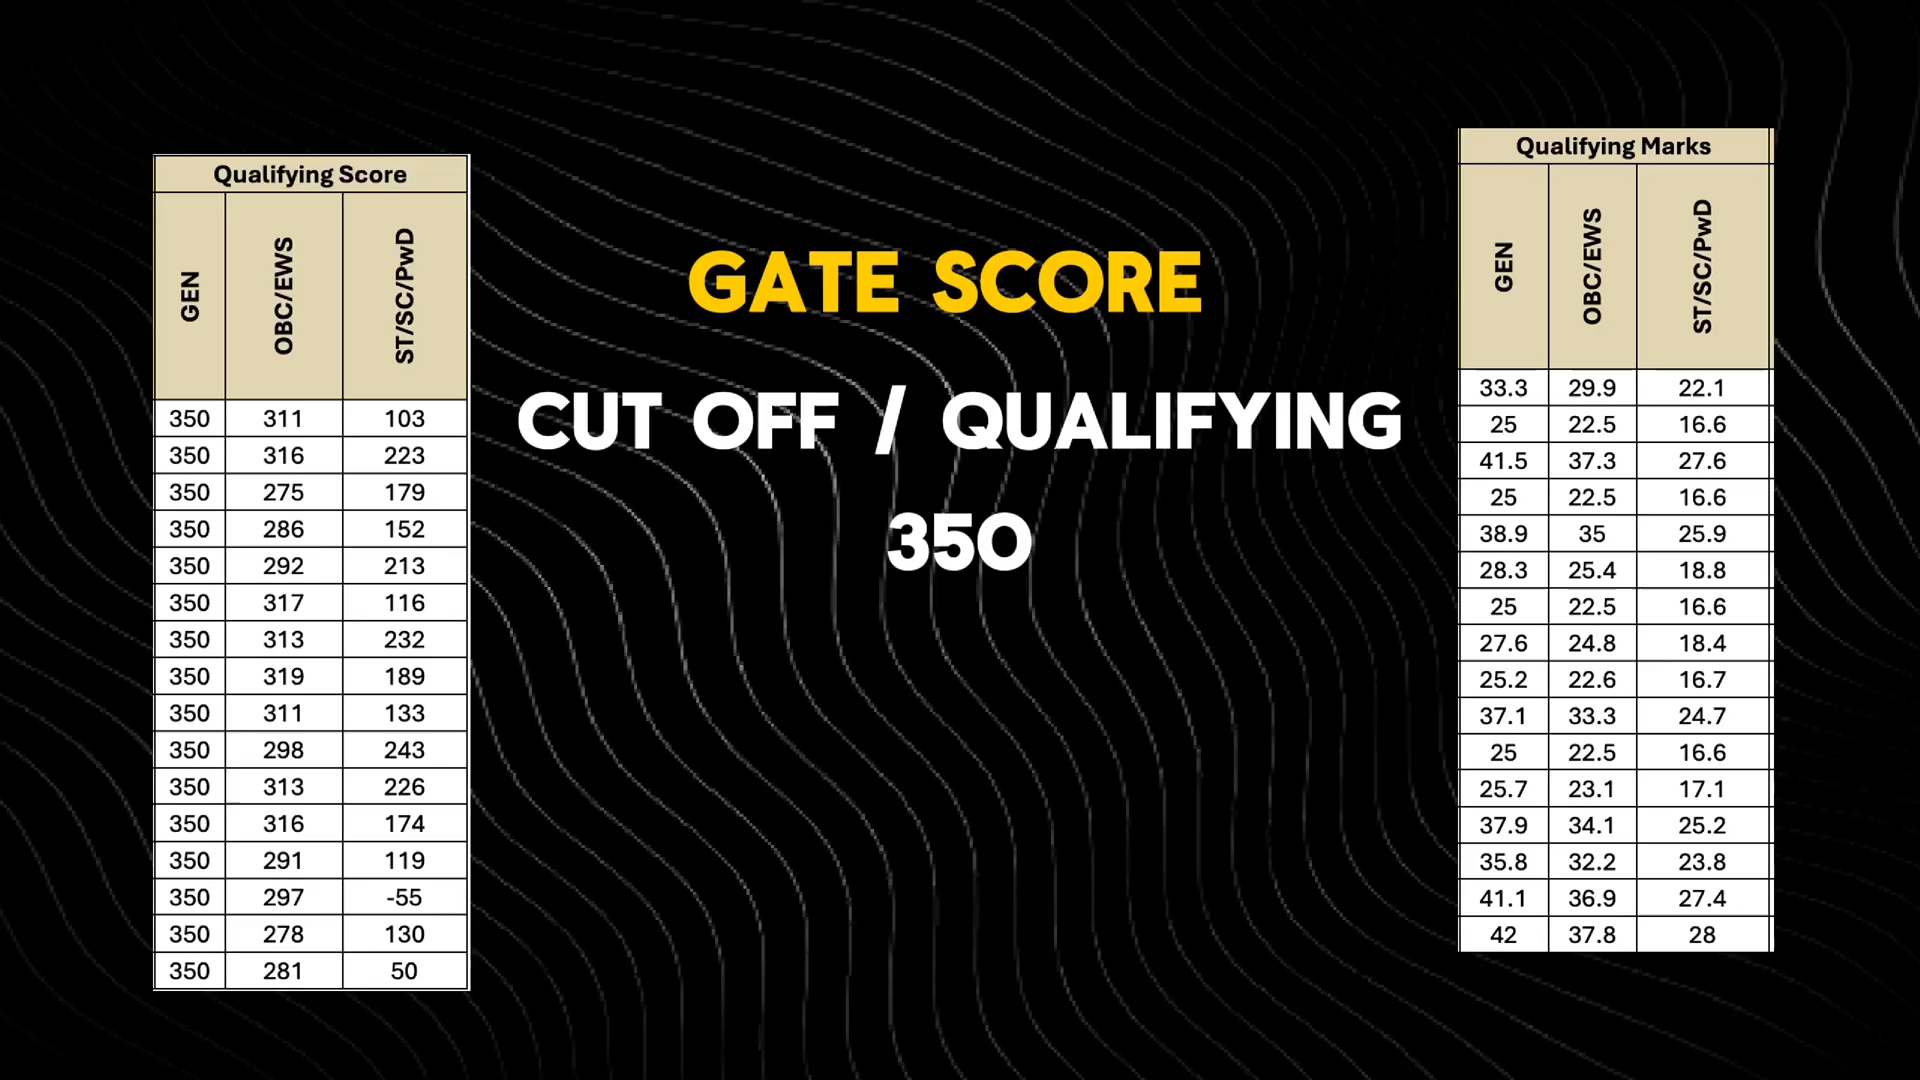 Qualifying Score
GEN OBC/EWS ST/SC/PwD
350 311 103
350 316 223
350 275 179
350 286 152
350 292 213
350 317 116
350 313 232
350 319 189
350 311 133
350 298 243
350 313 226
350 316 174
350 291 119
350 297 -55
350 278 130
350 281 50
GATE SCORE
CUT OFF / QUALIFYING
350
Qualifying Marks
GEN OBC/EWS ST/SC/PwD
33.3 29.9 22.1
25 22.5 16.6
41.5 37.3 27.6
25 22.5 16.6
38.9 35 25.9
28.3 25.4 18.8
25 22.5 16.6
27.6 24.8 18.4
25.2 22.6 16.7
37.1 33.3 24.7
25 22.5 16.6
25.7 23.1 17.1
37.9 34.1 25.2
35.8 32.2 23.8
41.1 36.9 27.4
42 37.8 28